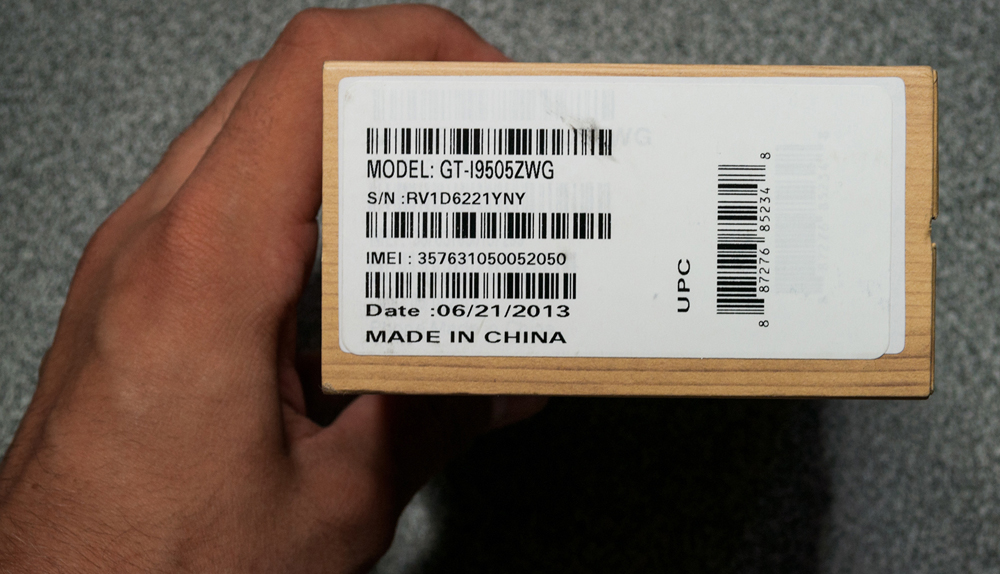 MODEL: GT-I9505ZWG
S/N :RV1D6221YNY
IMEI : 357631050052050
Date :06/21/2013
MADE IN CHINA
UPC
8 87276 85234 8